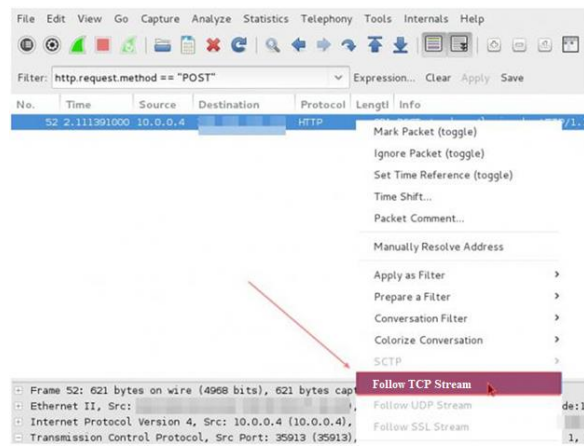 File Edit View Go Capture Analyze Statistics Telephony Tools Internals Help
Filter: http.request.method == "POST" Expression... Clear Apply Save
No. Time Source Destination Protocol Lengtl Info
52 2.111391000 10.0.0.4 HTTP
Mark Packet (toggle)
Ignore Packet (toggle)
Set Time Reference (toggle)
Time Shift...
Packet Comment...
Manually Resolve Address
Apply as Filter
Prepare a Filter
Conversation Filter
Colorize Conversation
SCTP
Follow TCP Stream
Follow UDP Stream
Follow SSL Stream
Frame 52: 621 bytes on wire (4968 bits), 621 bytes capt
Ethernet II, Src: de:1
Internet Protocol Version 4, Src: 10.0.0.4 (10.0.0.4),
Transmission Control Protocol, Src Port: 35913 (35913),